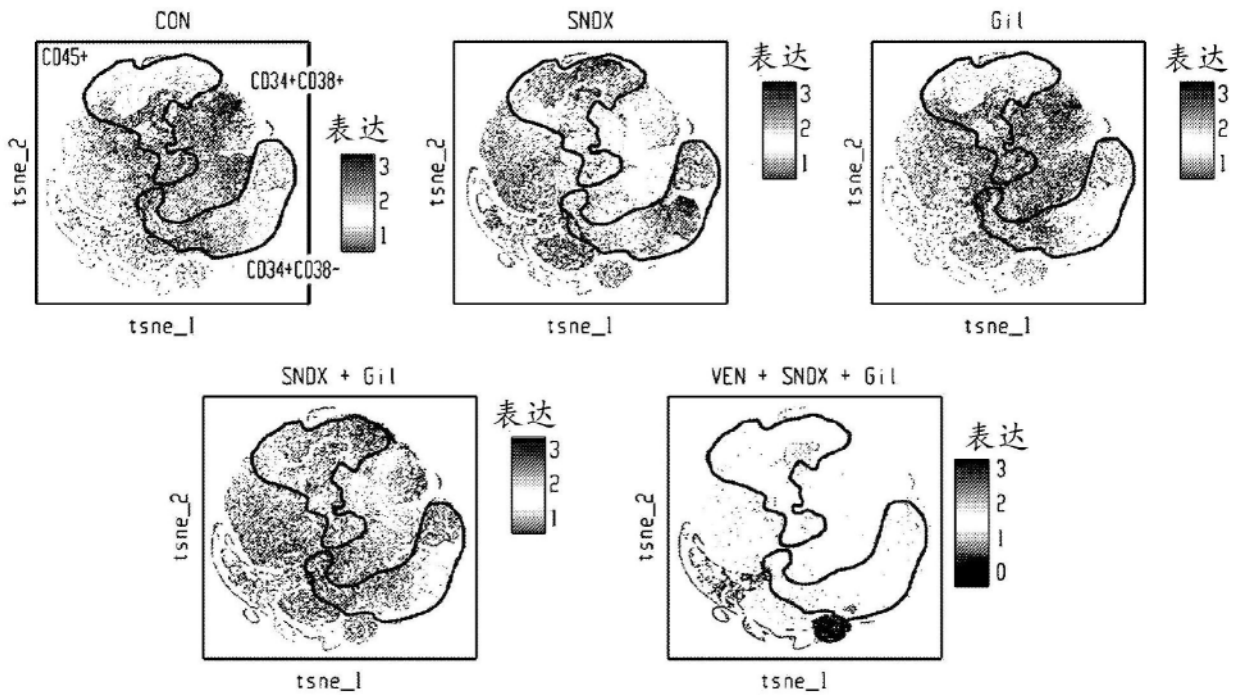 CON
SNDX
Gil
CD45+
CD34+CD38+
CD34+CD38-
表达
3
2
1
表达
3
2
1
表达
3
2
1
tsne_2
tsne_2
tsne_2
tsne_1
tsne_1
tsne_1
SNDX + Gil
VEN + SNDX + Gil
表达
3
2
1
表达
3
2
1
0
tsne_2
tsne_2
tsne_1
tsne_1